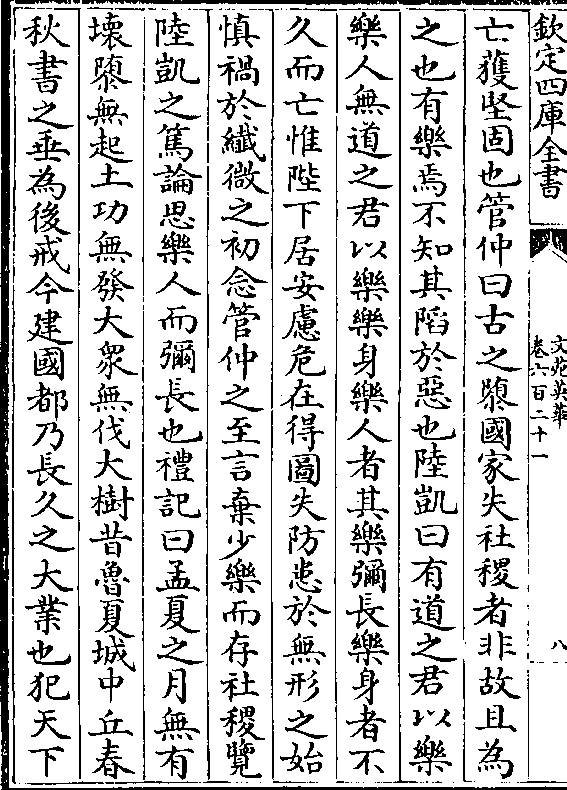 欽定四庫全書
文苑英華
卷六百二十一
八
亡獲堅固也管仲曰古之隳國家失社稷者非故且為
之也有樂焉不知其陷於惡也陸凱曰有道之君以樂
樂人無道之君以樂樂身樂人者其樂彌長樂身者不
久而亡惟陛下居安慮危在得圖失防患於無形之始
慎禍於纖微之初念管仲之至言棄少樂而存社稷覽
陸凱之篤論思樂人而彌長也禮記曰孟夏之月無有
壞隳無起土功無發大衆無伐大樹昔魯夏城中丘春
秋書之垂為後戒今建國都乃長久之大業也犯天下